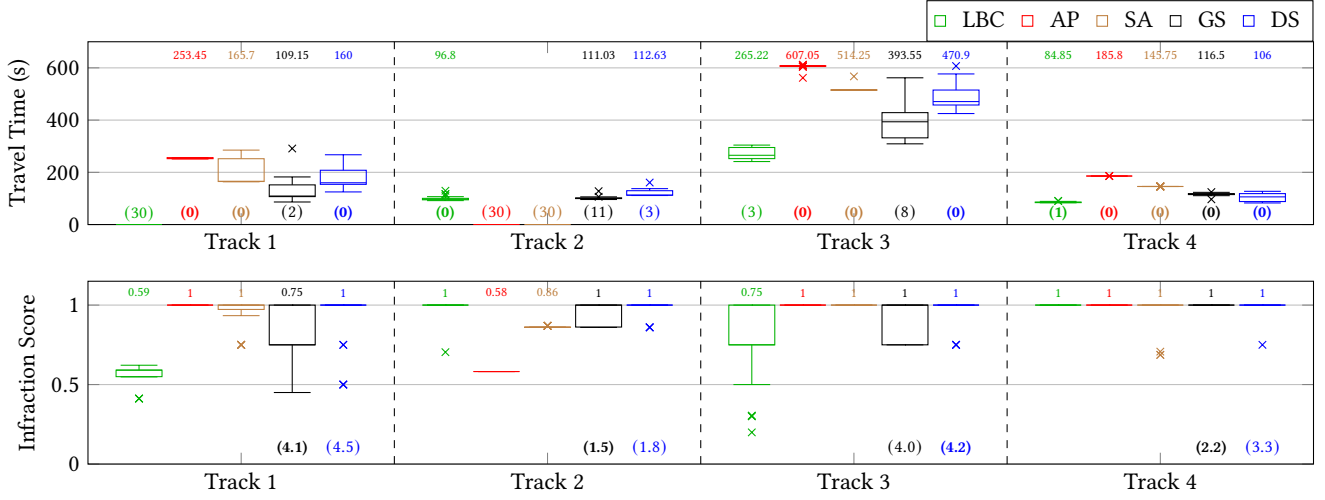 LBC AP SA GS DS
Travel Time (s)
600
400
200
0
253.45 165.7 109.15 160 96.8 111.03 112.63 265.22 607.05 514.25 393.55 470.9 84.85 185.8 145.75 116.5 106
(30) (0) (0) (2) (0) (0) (30) (30) (11) (3) (3) (0) (0) (8) (0) (1) (0) (0) (0) (0)
Track 1 Track 2 Track 3 Track 4
Infraction Score
1
0.5
0
0.59 1 1 0.75 1 1 0.58 0.86 1 1 0.75 1 1 1 1 1 1 1 1 1
(4.1) (4.5) (1.5) (1.8) (4.0) (4.2) (2.2) (3.3)
Track 1 Track 2 Track 3 Track 4